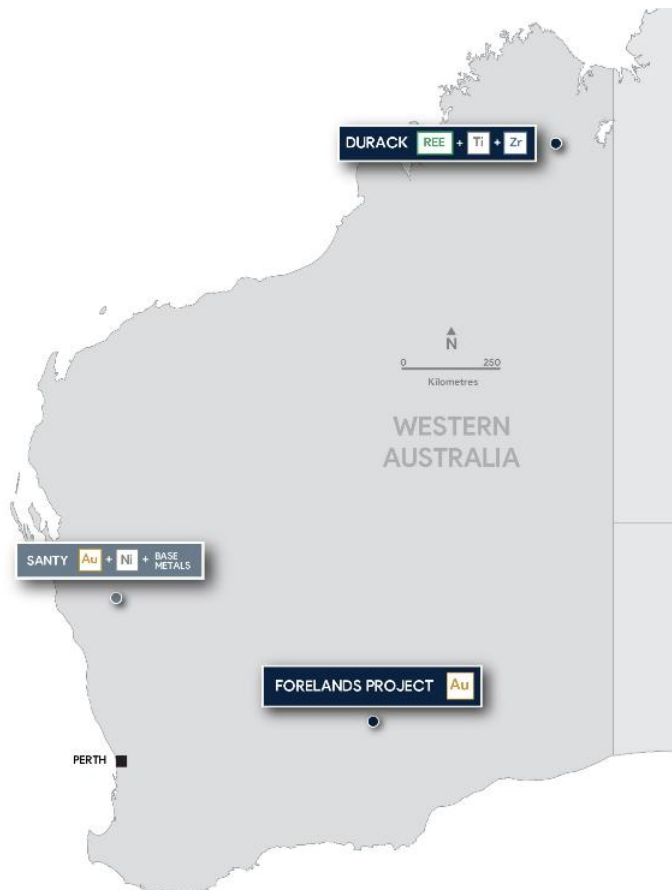 DURACK REE + Ti + Zr
N
0 250
Kilometres
WESTERN
AUSTRALIA
SANTY Au + Ni + BASE
METALS
FORELANDS PROJECT Au
PERTH